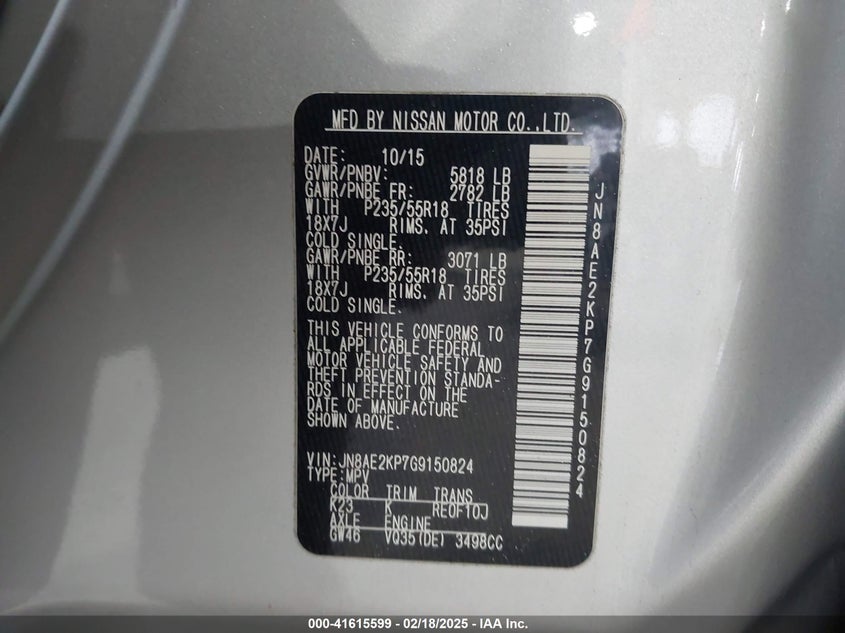 MFD BY NISSAN MOTOR CO.,LTD.
DATE: 10/15
GVWR/PNBV: 5818 LB
GAWR/PNBE FR: 2782 LB
WITH P235/55R18 TIRES
18X7J RIMS. AT 35PSI
COLD SINGLE.
GAWR/PNBE RR: 3071 LB
WITH P235/55R18 TIRES
18X7J RIMS. AT 35PSI
COLD SINGLE.
THIS VEHICLE CONFORMS TO
ALL APPLICABLE FEDERAL
MOTOR VEHICLE SAFETY AND
THEFT PREVENTION STANDA-
RDS IN EFFECT ON THE
DATE OF MANUFACTURE
SHOWN ABOVE.
VIN:JN8AE2KP7G9150824
TYPE:MPV
COLOR TRIM TRANS
K23 K RE0F10J
AXLE ENGINE
GW46 VQ35(DE) 3498CC
JN8AE2KP7G9150824
000-41615599 — 02/18/2025 — IAA Inc.